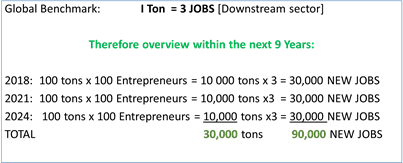 Global Benchmark: I Ton = 3 JOBS [Downstream sector]
Therefore overview within the next 9 Years:
2018: 100 tons x 100 Entrepreneurs = 10 000 tons x3 = 30,000 NEW JOBS
2021: 100 tons x 100 Entrepreneurs = 10,000 tons x3 = 30,000 NEW JOBS
2024: 100 tons x 100 Entrepreneurs = 10,000 tons x3 = 30,000 NEW JOBS
TOTAL 30,000 tons 90,000 NEW JOBS